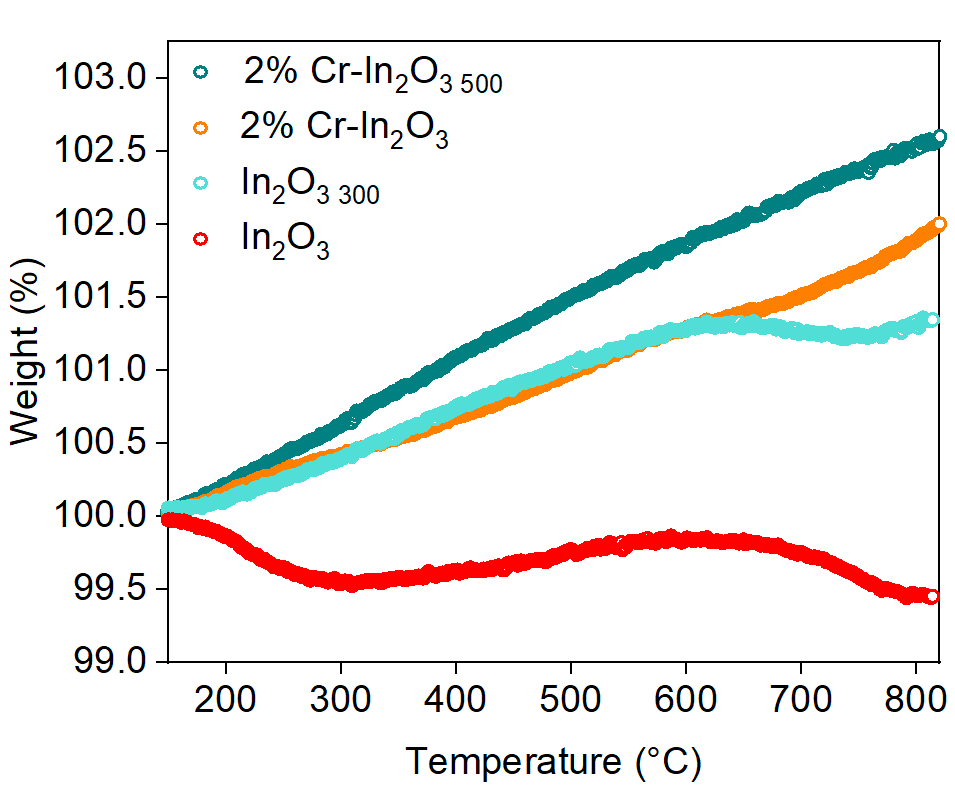 103.0
102.5
102.0
101.5
101.0
100.5
100.0
99.5
99.0
Weight (%)
2% Cr-In₂O₃ ₅₀₀
2% Cr-In₂O₃
In₂O₃ ₃₀₀
In₂O₃
200 300 400 500 600 700 800
Temperature (°C)